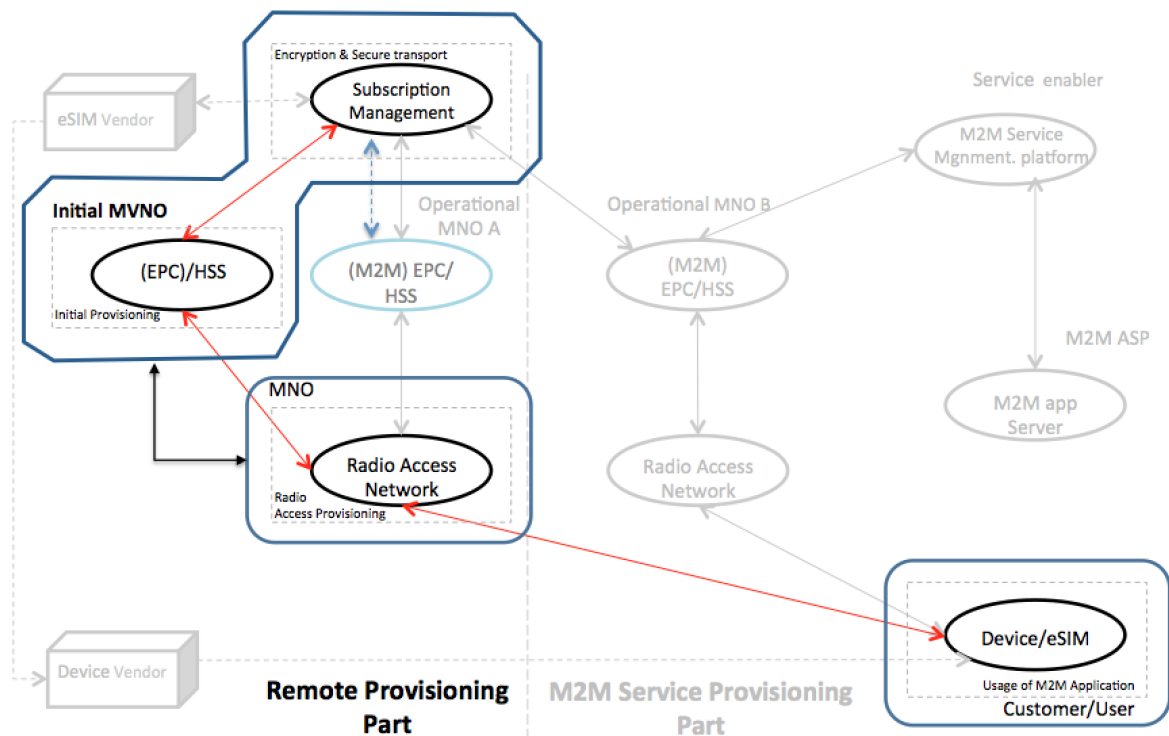 Encryption & Secure transport
Subscription
Management
eSIM Vendor
Service enabler
M2M Service
Mgnment. platform
Initial MVNO
Operational
MNO A
Operational MNO B
(EPC)/HSS
(M2M) EPC/
HSS
(M2M)
EPC/HSS
Initial Provisioning
M2M ASP
MNO
M2M app
Server
Radio Access
Network
Radio Access
Network
Radio
Access Provisioning
Device/eSIM
Device Vendor
Usage of M2M Application
Remote Provisioning
Part
M2M Service Provisioning
Part
Customer/User